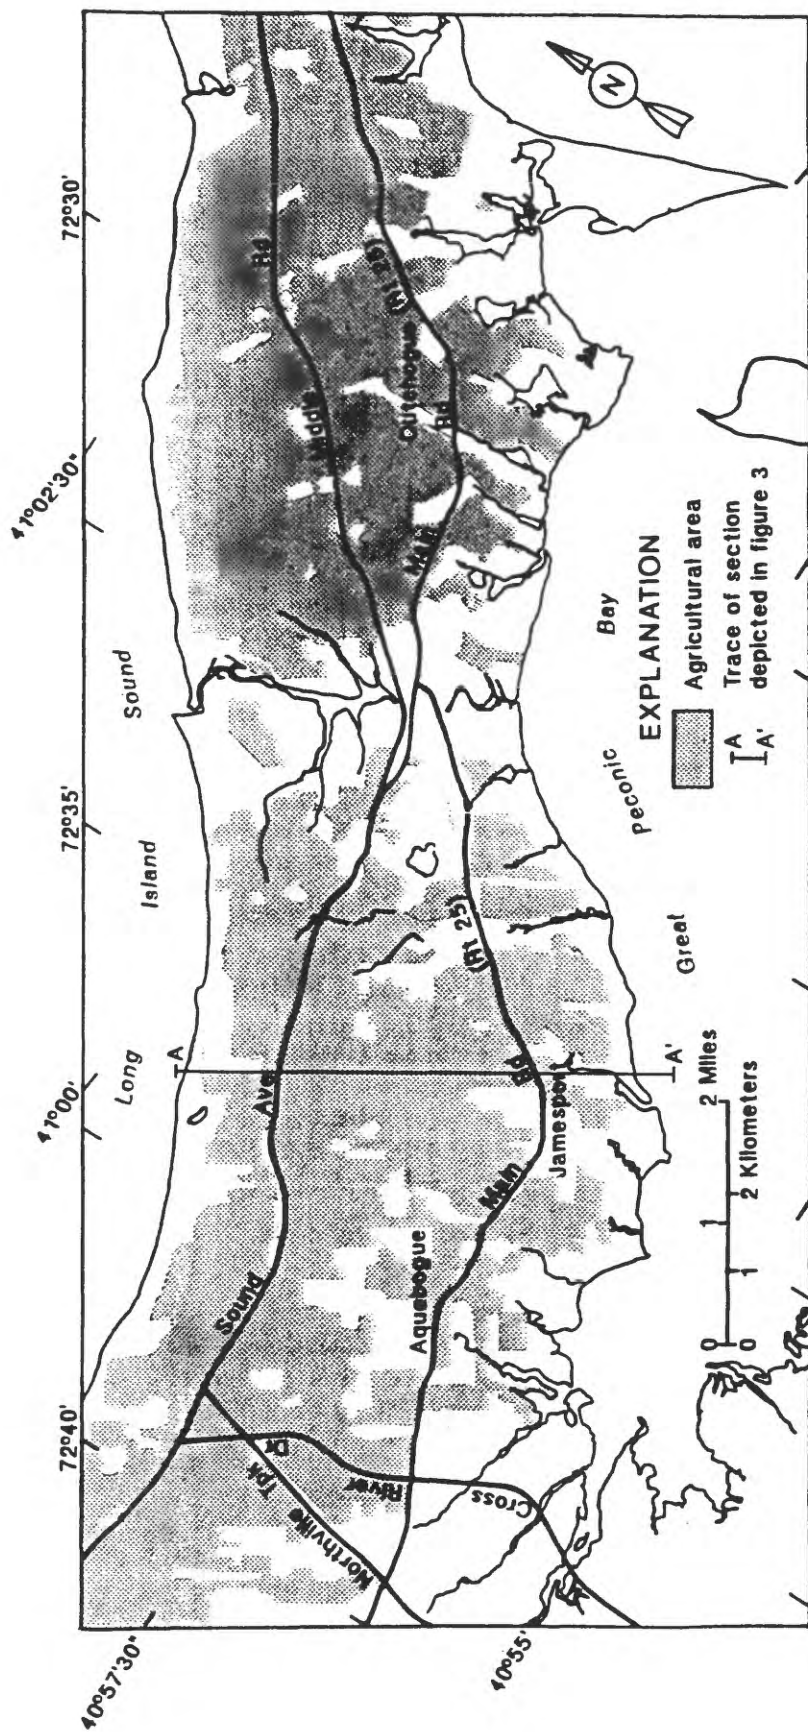 72°40'
72°35'
72°30'
40°57'30"
41°00'
41°02'30"
40°55'
Long
Island
Sound
Sound
Ave
Middle
Rd
Northville
Tpk
Cross
River
Dr
Aquebogue
Main
Rd
Jamesport
(Rt 25)
Main
Rd
Cutchogue
(Rt 25)
Great
Peconic
Bay
River
N
A
A'
0 1 2 Miles
0 1 2 Kilometers
EXPLANATION
Agricultural area
A
A'
Trace of section
depicted in figure 3